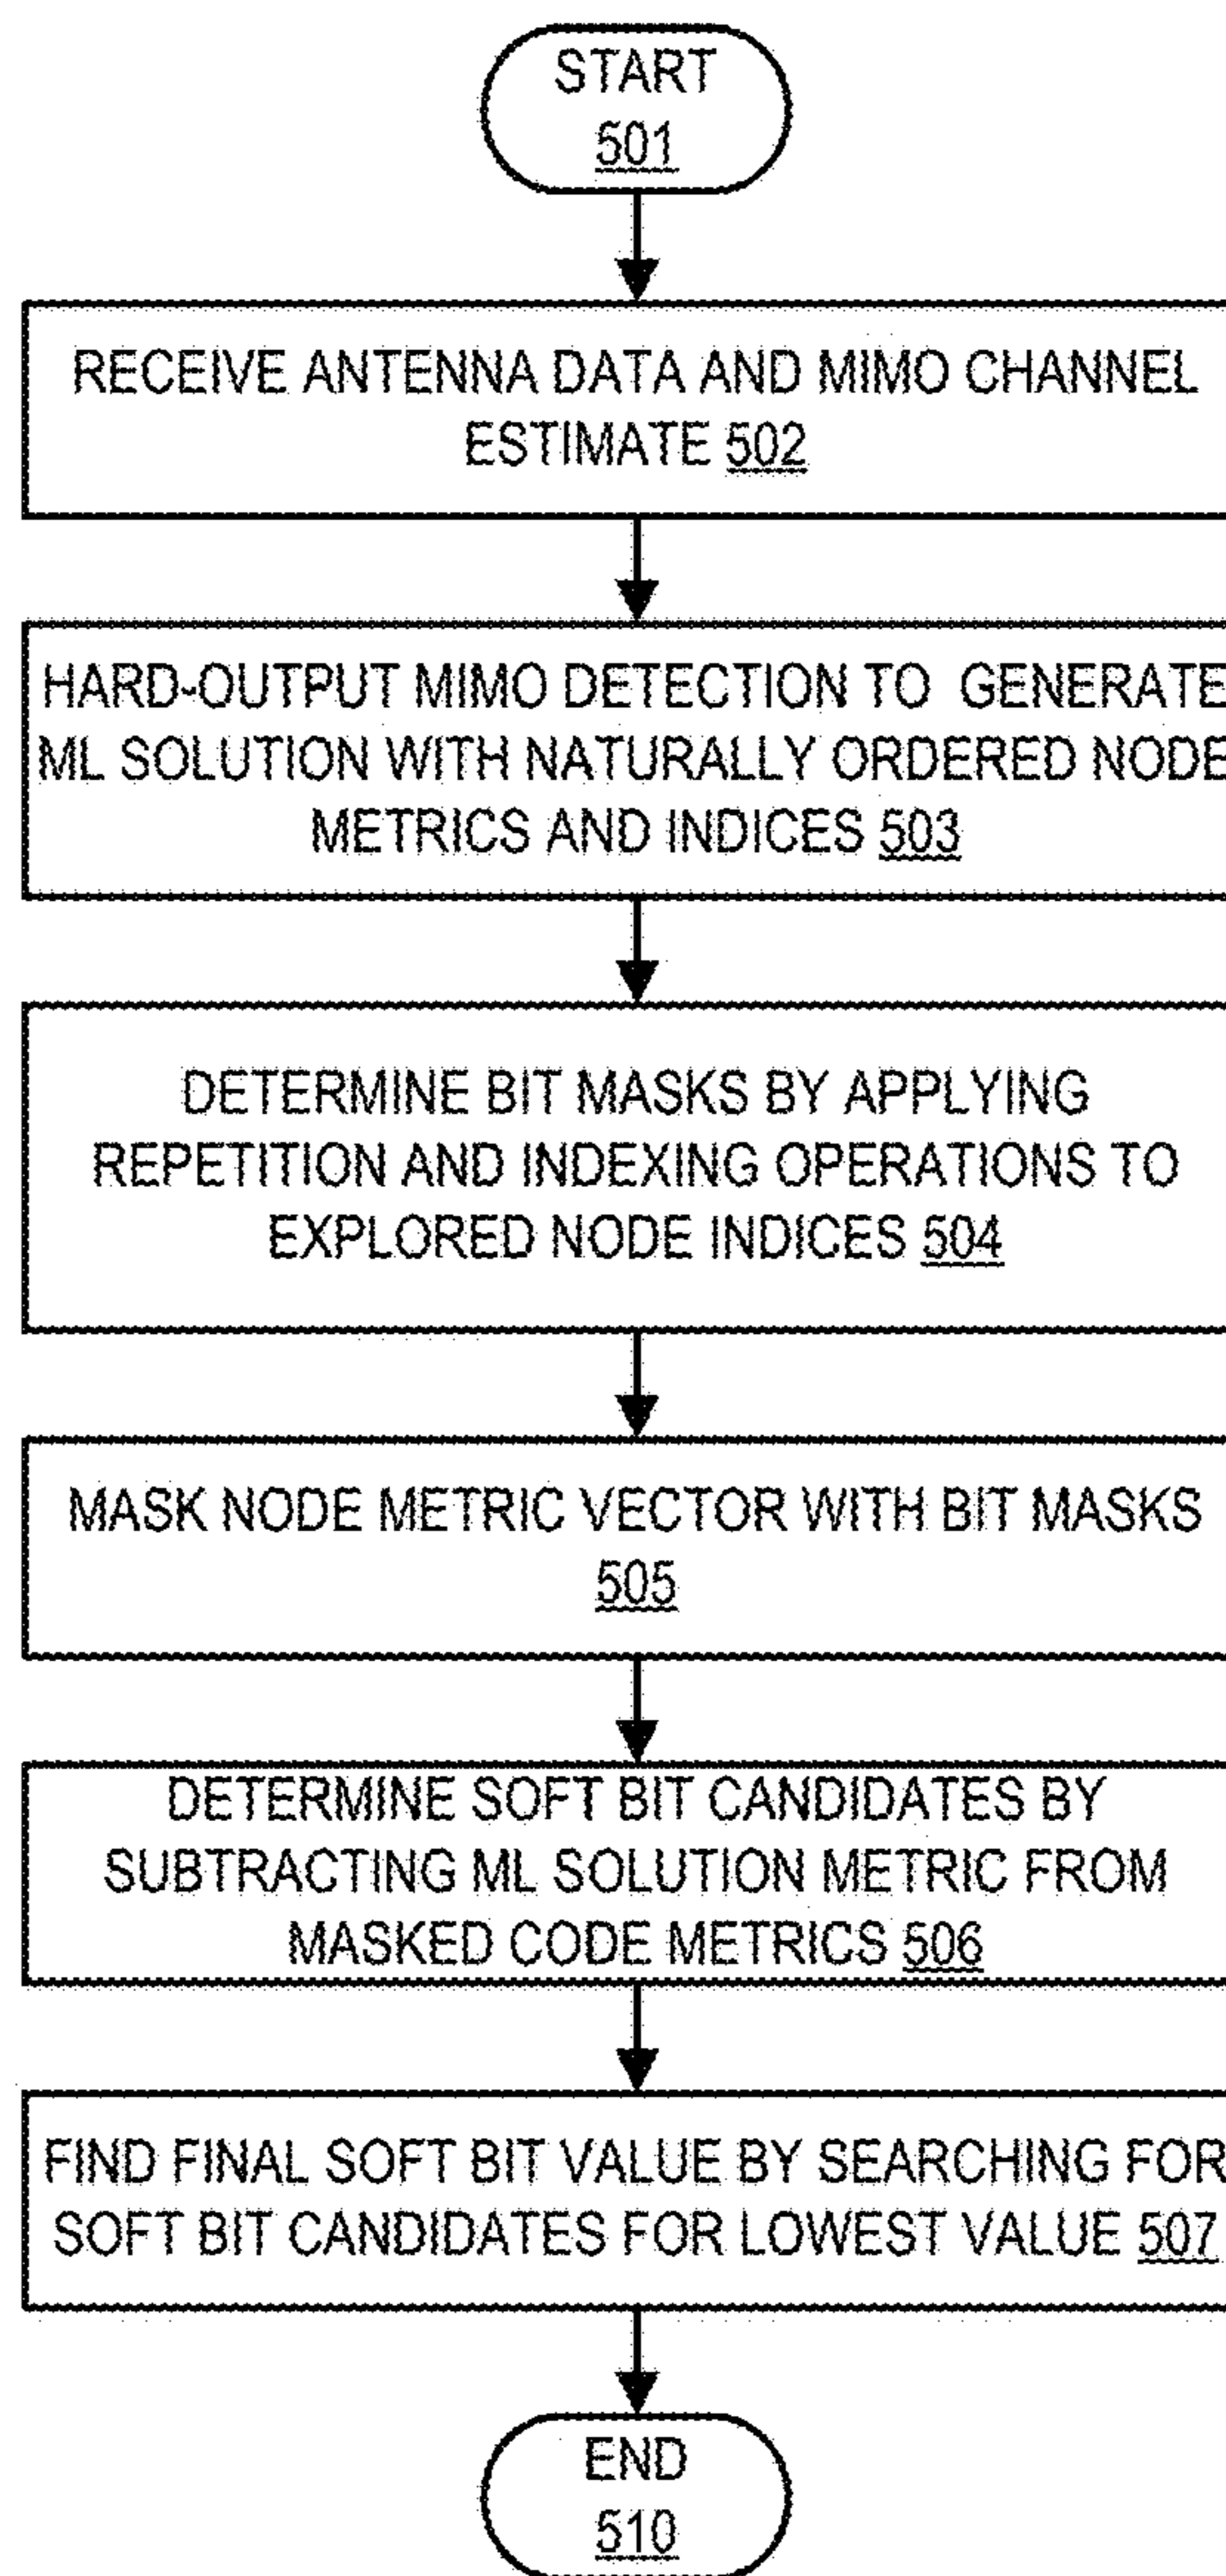 START
501
RECEIVE ANTENNA DATA AND MIMO CHANNEL
ESTIMATE 502
HARD-OUTPUT MIMO DETECTION TO GENERATE
ML SOLUTION WITH NATURALLY ORDERED NODE
METRICS AND INDICES 503
DETERMINE BIT MASKS BY APPLYING
REPETITION AND INDEXING OPERATIONS TO
EXPLORED NODE INDICES 504
MASK NODE METRIC VECTOR WITH BIT MASKS
505
DETERMINE SOFT BIT CANDIDATES BY
SUBTRACTING ML SOLUTION METRIC FROM
MASKED CODE METRICS 506
FIND FINAL SOFT BIT VALUE BY SEARCHING FOR
SOFT BIT CANDIDATES FOR LOWEST VALUE 507
END
510